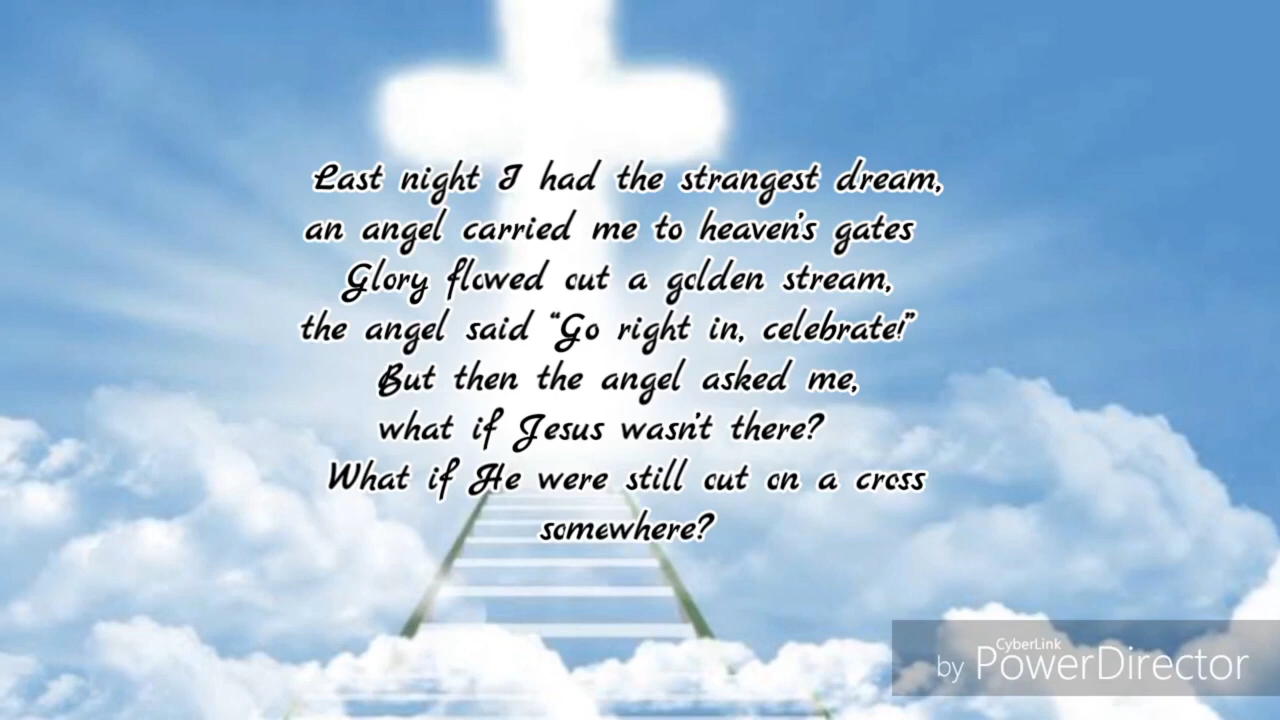 Last night I had the strangest dream,
an angel carried me to heaven's gates
Glory flowed out a golden stream,
the angel said “Go right in, celebrate!”
But then the angel asked me,
what if Jesus wasn't there?
What if He were still out on a cross
somewhere?
CyberLink
by PowerDirector